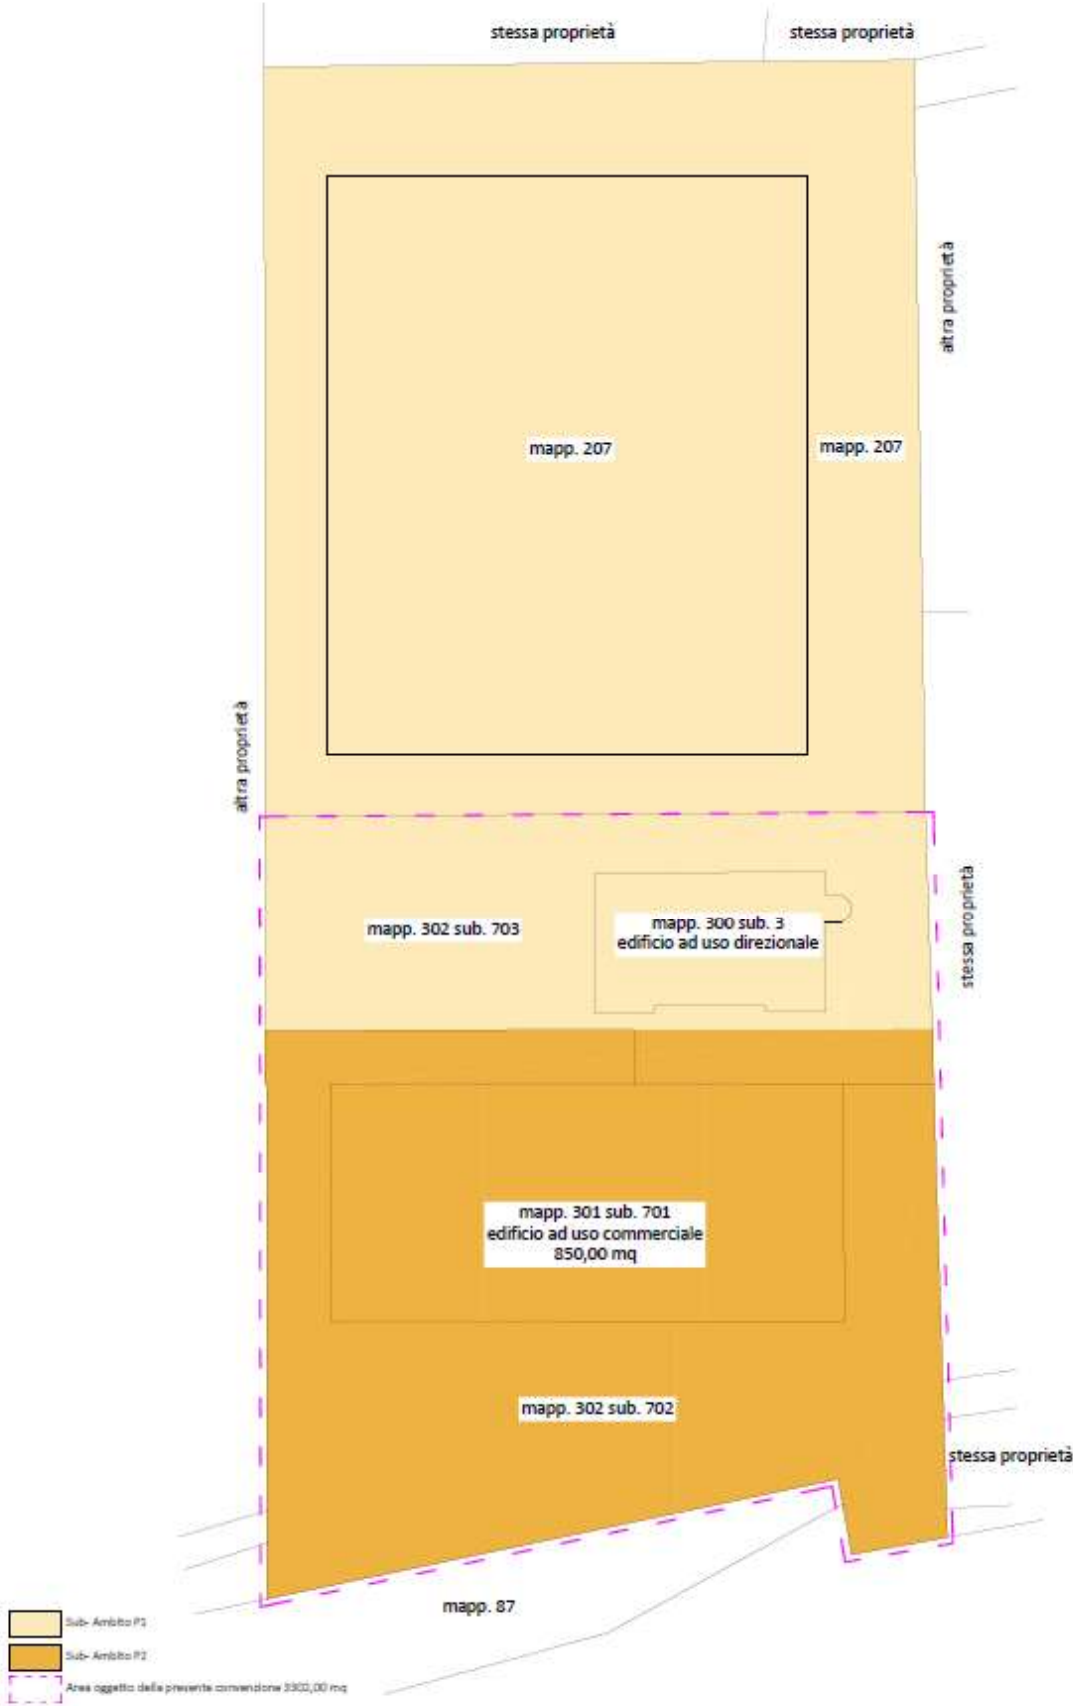 stessa proprietà
stessa proprietà
altra proprietà
mapp. 207
mapp. 207
altra proprietà
mapp. 302 sub. 703
mapp. 300 sub. 3
edificio ad uso direzionale
stessa proprietà
mapp. 301 sub. 701
edificio ad uso commerciale
850,00 mq
mapp. 302 sub. 702
stessa proprietà
mapp. 87
Sub- Ambito P1
Sub- Ambito P2
Area oggetto della presente convenzione mq